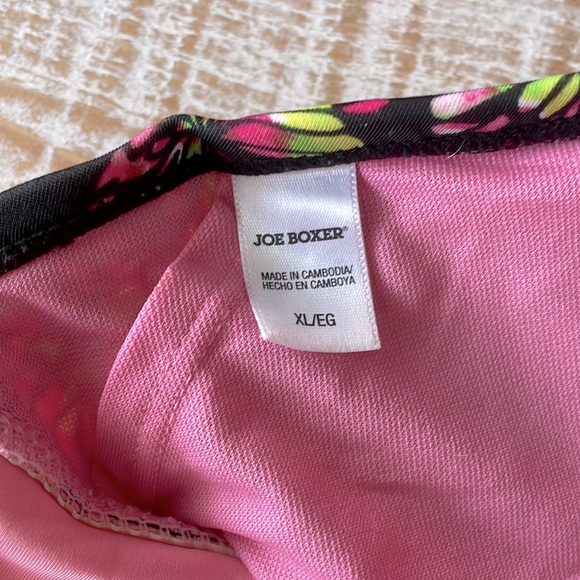 JOE BOXER®
MADE IN CAMBODIA/
HECHO EN CAMBOYA
XL/EG